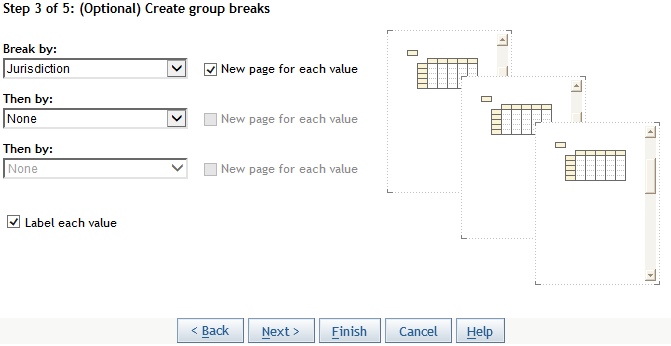 Step 3 of 5: (Optional) Create group breaks
Break by:
Jurisdiction
New page for each value
Then by:
None
New page for each value
Then by:
None
New page for each value
Label each value
< Back
Next >
Finish
Cancel
Help